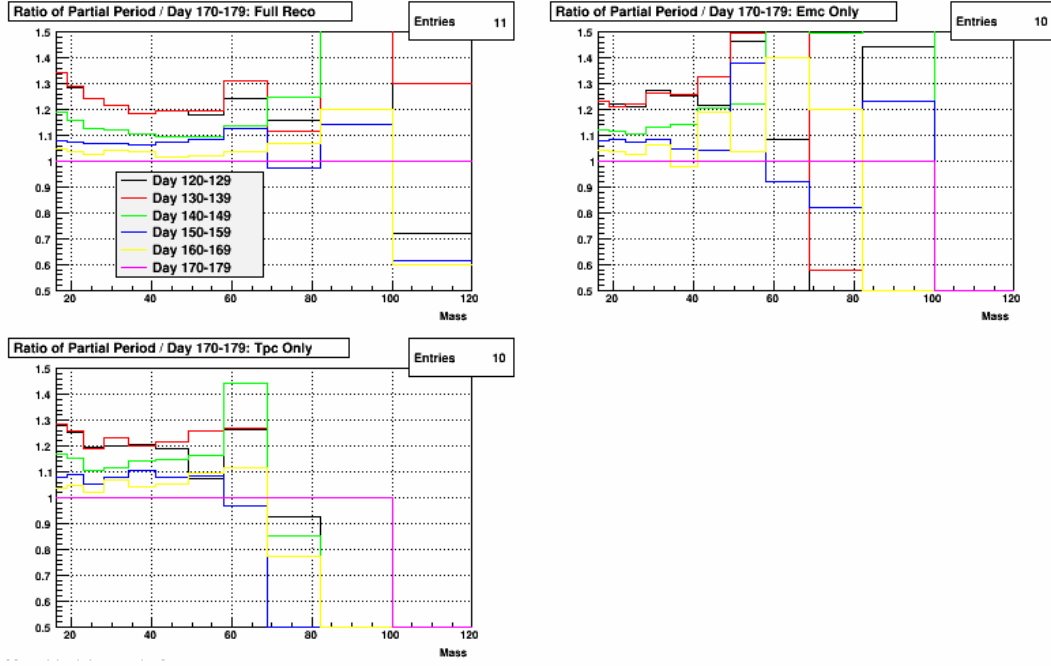 Ratio of Partial Period / Day 170-179: Full Reco
Entries 11
1.5
1.4
1.3
1.2
1.1
1
0.9
0.8
0.7
0.6
0.5
Day 120-129
Day 130-139
Day 140-149
Day 150-159
Day 160-169
Day 170-179
20 40 60 80 100 120
Mass
Ratio of Partial Period / Day 170-179: Emc Only
Entries 10
1.5
1.4
1.3
1.2
1.1
1
0.9
0.8
0.7
0.6
0.5
20 40 60 80 100 120
Mass
Ratio of Partial Period / Day 170-179: Tpc Only
Entries 10
1.5
1.4
1.3
1.2
1.1
1
0.9
0.8
0.7
0.6
0.5
20 40 60 80 100 120
Mass